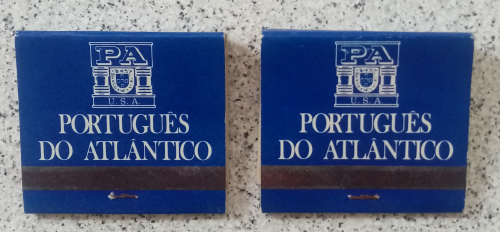 PA
U.S.A.
PORTUGUÊS
DO ATLÂNTICO
PA
U.S.A.
PORTUGUÊS
DO ATLÂNTICO